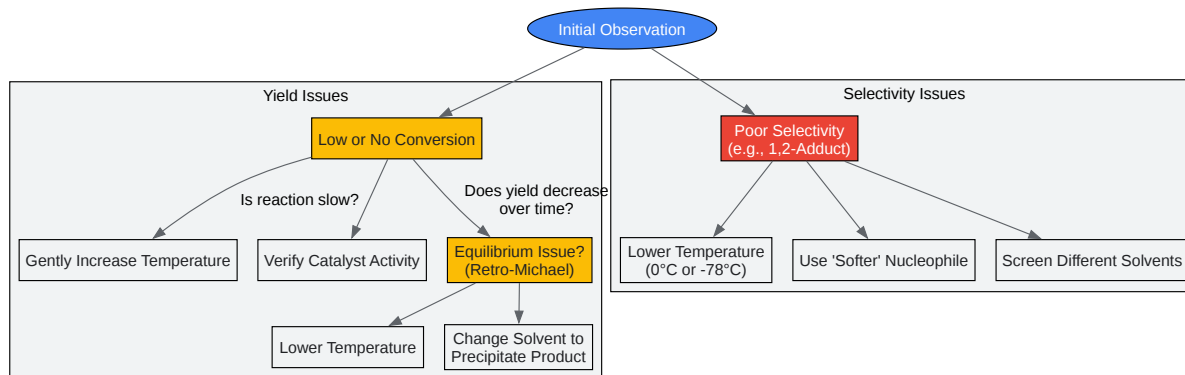 Initial Observation
Yield Issues
Selectivity Issues
Low or No Conversion
Poor Selectivity
(e.g., 1,2-Adduct)
Is reaction slow?
Does yield decrease
over time?
Gently Increase Temperature
Verify Catalyst Activity
Equilibrium Issue?
(Retro-Michael)
Lower Temperature
(0°C or -78°C)
Use 'Softer' Nucleophile
Screen Different Solvents
Lower Temperature
Change Solvent to
Precipitate Product